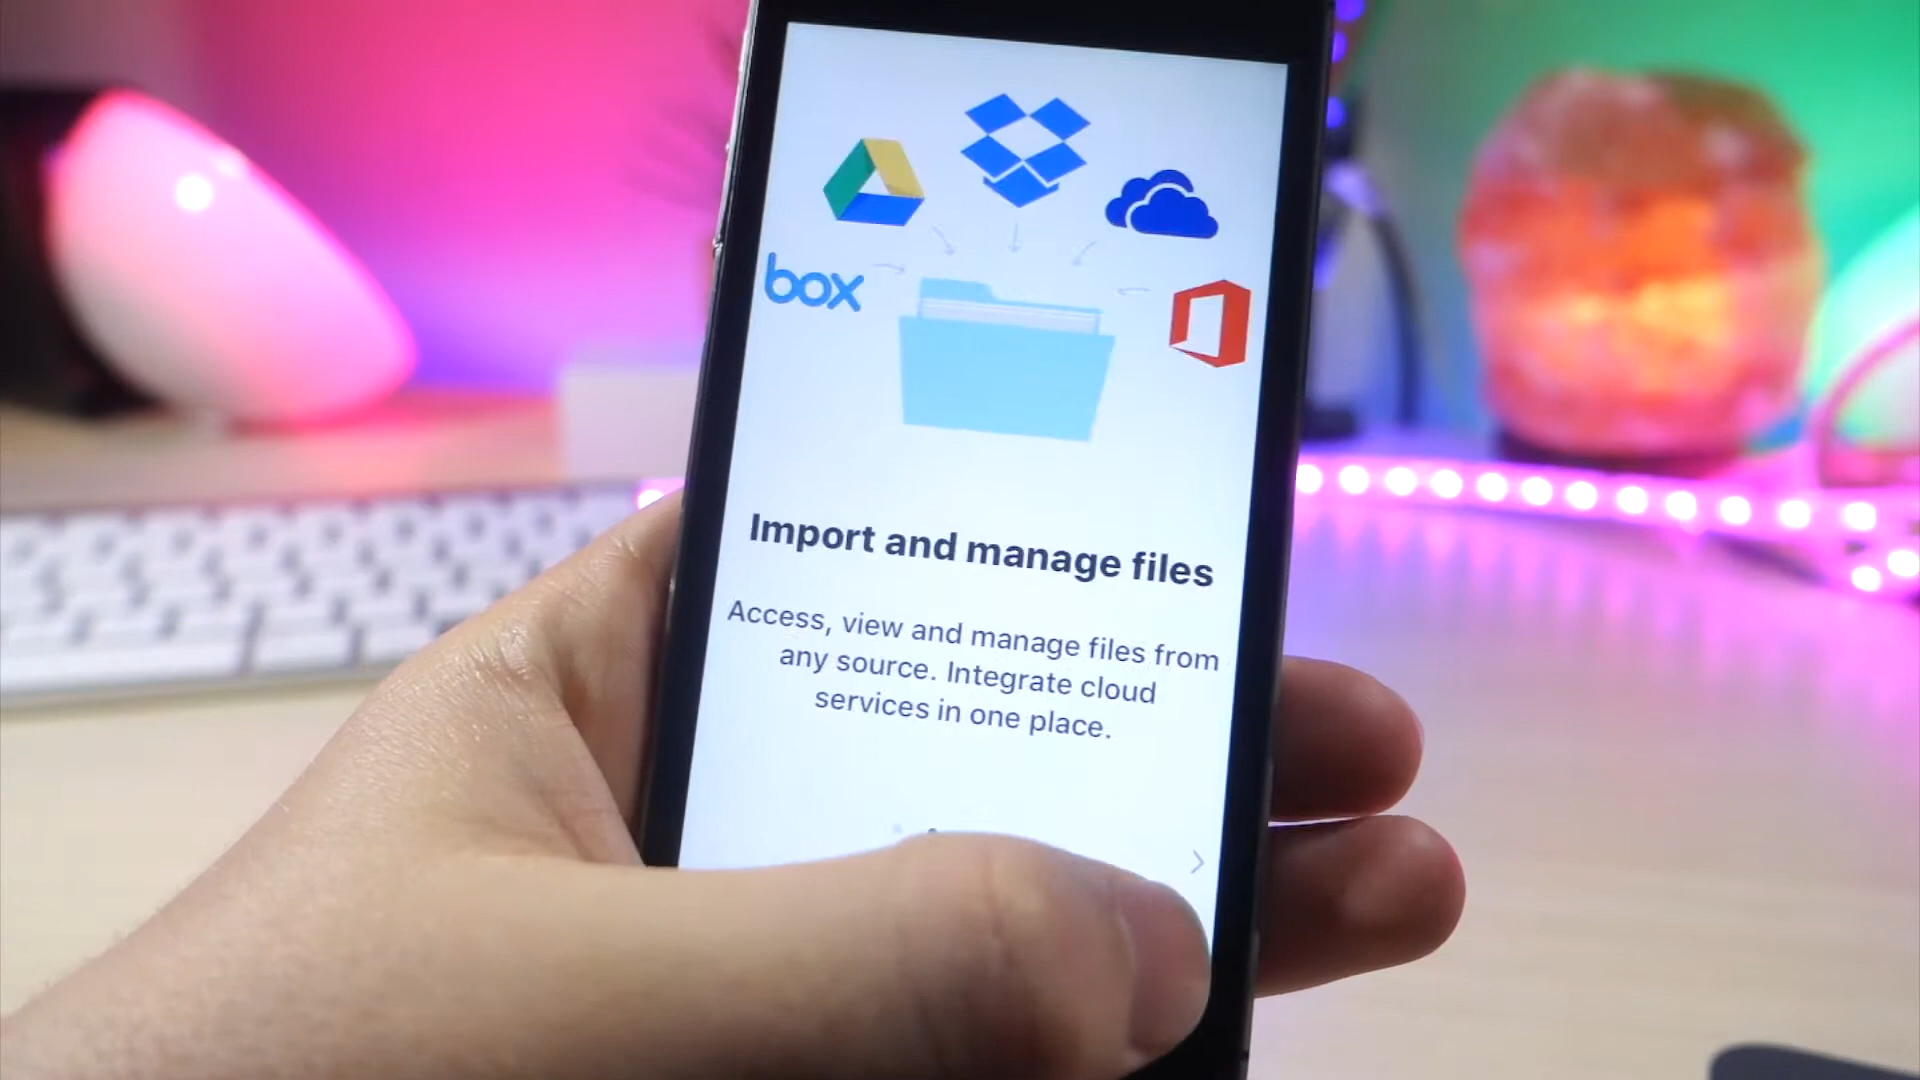 box
Import and manage files
Access, view and manage files from
any source. Integrate cloud
services in one place.